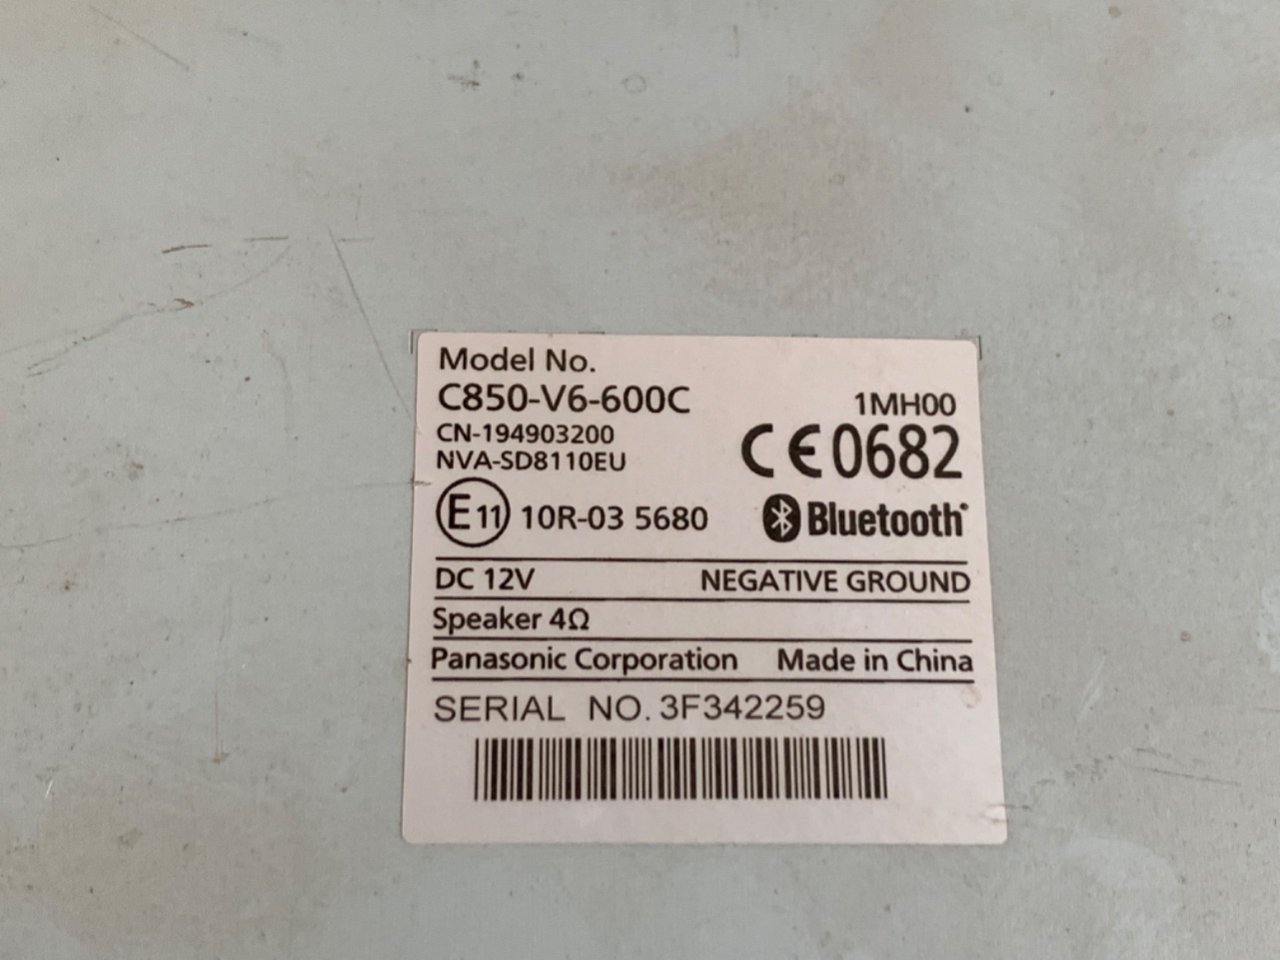 Model No.
C850-V6-600C 1MH00
CN-194903200
NVA-SD8110EU CE0682
E11 10R-03 5680 Bluetooth®
DC 12V NEGATIVE GROUND
Speaker 4Ω
Panasonic Corporation Made in China
SERIAL NO. 3F342259